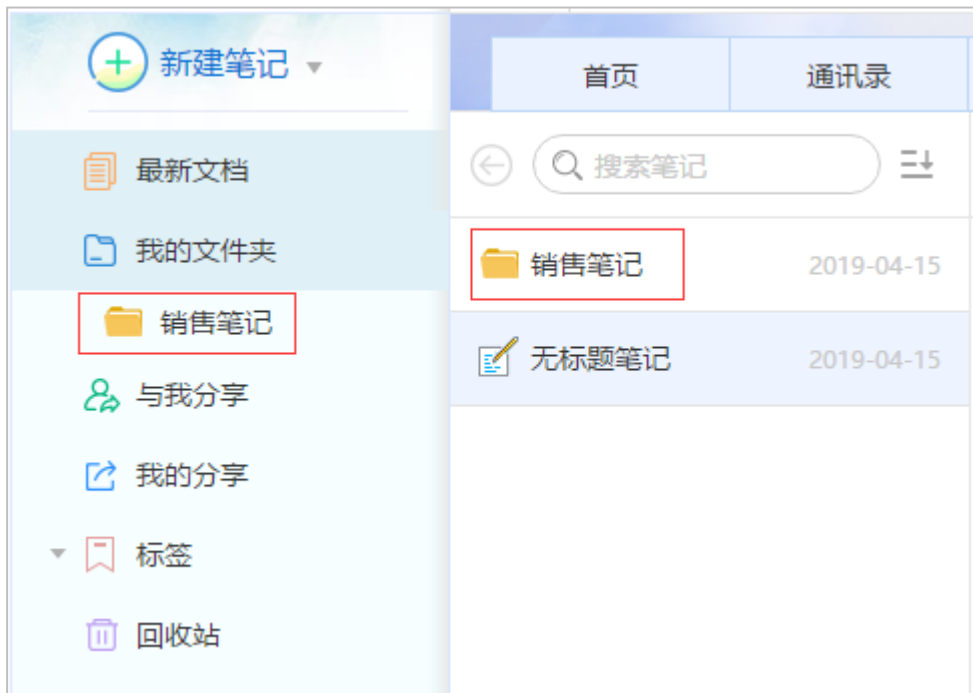 新建笔记
最新文档
我的文件夹
销售笔记
与我分享
我的分享
标签
回收站
首页 通讯录
搜索笔记
销售笔记 2019-04-15
无标题笔记 2019-04-15